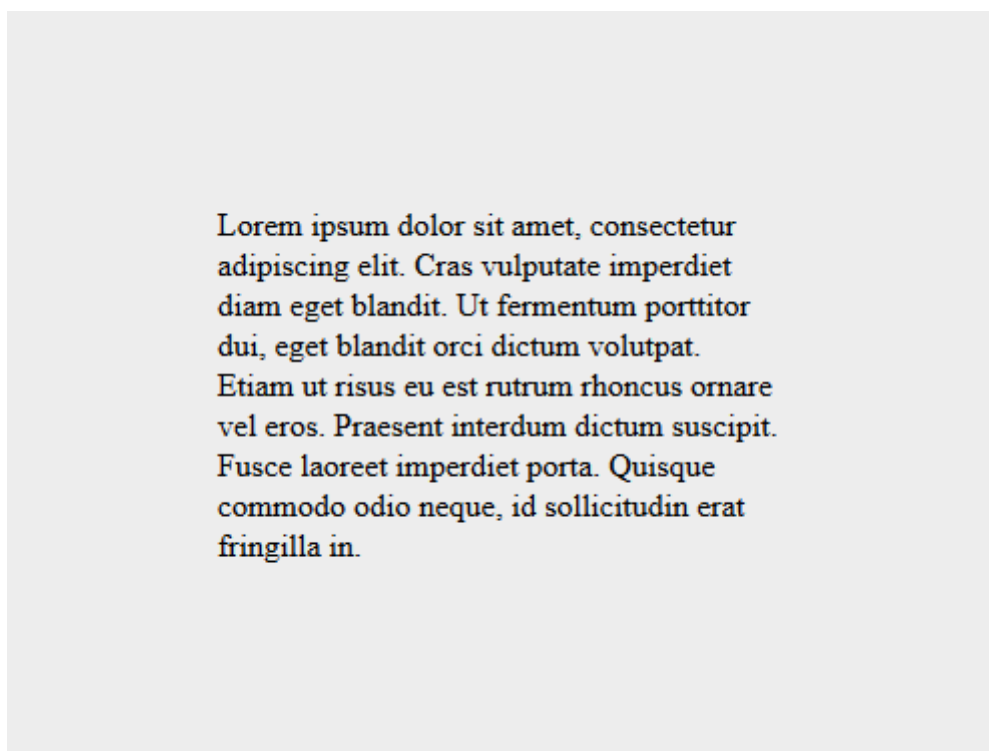 Lorem ipsum dolor sit amet, consectetur
adipiscing elit. Cras vulputate imperdiet
diam eget blandit. Ut fermentum porttitor
dui, eget blandit orci dictum volutpat.
Etiam ut risus eu est rutrum rhoncus ornare
vel eros. Praesent interdum dictum suscipit.
Fusce laoreet imperdiet porta. Quisque
commodo odio neque, id sollicitudin erat
fringilla in.